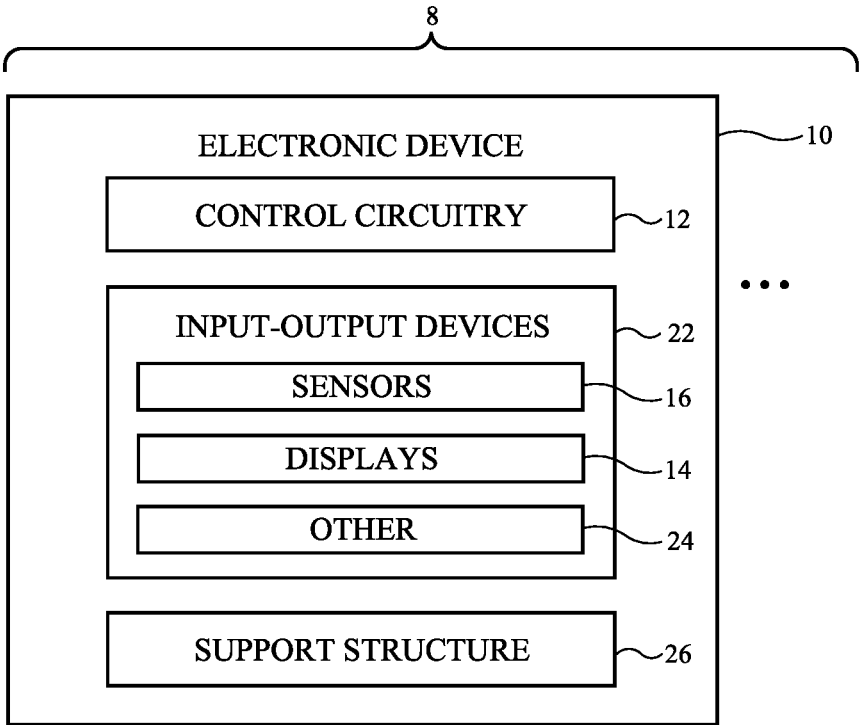 8
ELECTRONIC DEVICE
10
CONTROL CIRCUITRY
12
...
INPUT-OUTPUT DEVICES
22
SENSORS
16
DISPLAYS
14
OTHER
24
SUPPORT STRUCTURE
26